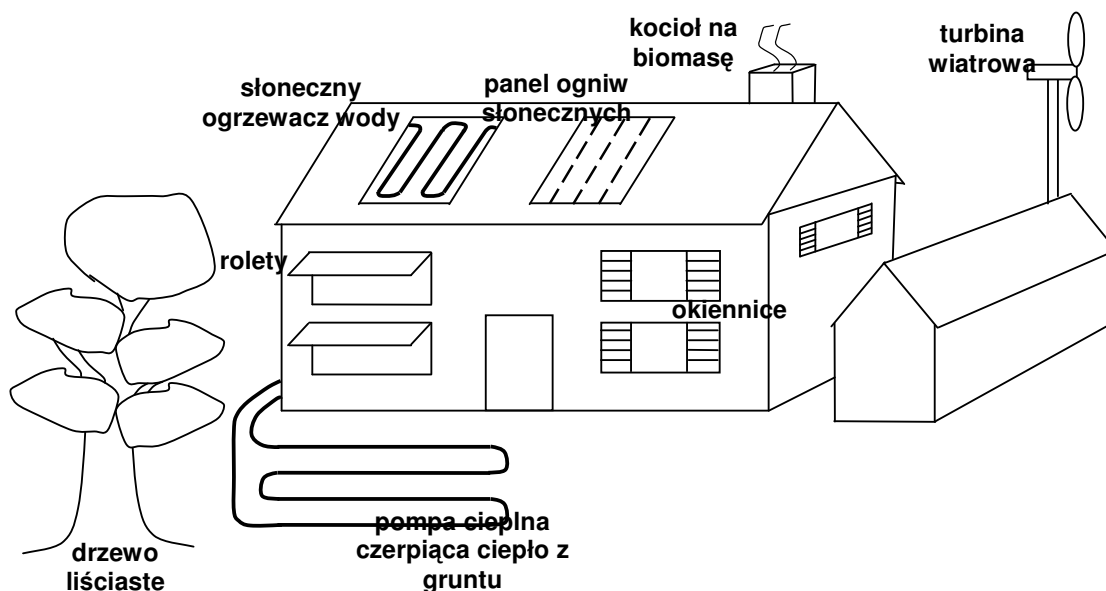 kocioł na
biomasę
turbina
wiatrowa
słoneczny
ogrzewacz wody
panel ogniw
słonecznych
rolety
okiennice
pompa cieplna
czerpiąca ciepło z
gruntu
drzewo
liściaste